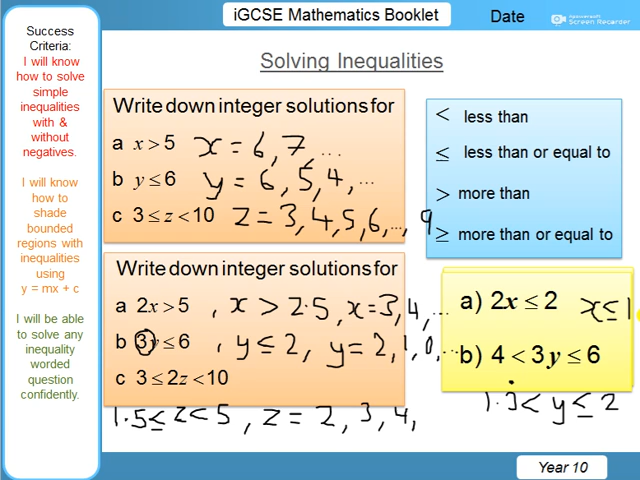 iGCSE Mathematics Booklet
Date
Apowersoft
SCREEN RECORDER
Success
Criteria:
I will know
how to solve
simple
inequalities
with &
without
negatives.
I will know
how to
shade
bounded
regions with
inequalities
using
y = mx + c
I will be able
to solve any
inequality
worded
question
confidently.
Solving Inequalities
Write down integer solutions for
a x > 5 x = 6, 7, ...
b y ≤ 6 y = 6, 5, 4, ...
c 3 ≤ z < 10 z = 3, 4, 5, 6, ..., 9
< less than
≤ less than or equal to
> more than
≥ more than or equal to
Write down integer solutions for
a 2x > 5 , x > 2.5, x = 3, 4, ...
b 3y ≤ 6 , y ≤ 2, y = 2, 1, 0, ...
c 3 ≤ 2z < 10
1.5 ≤ z < 5, z = 2, 3, 4,
a) 2x ≤ 2 x ≤ 1
b) 4 < 3y ≤ 6
1.3̇ < y ≤ 2
Year 10